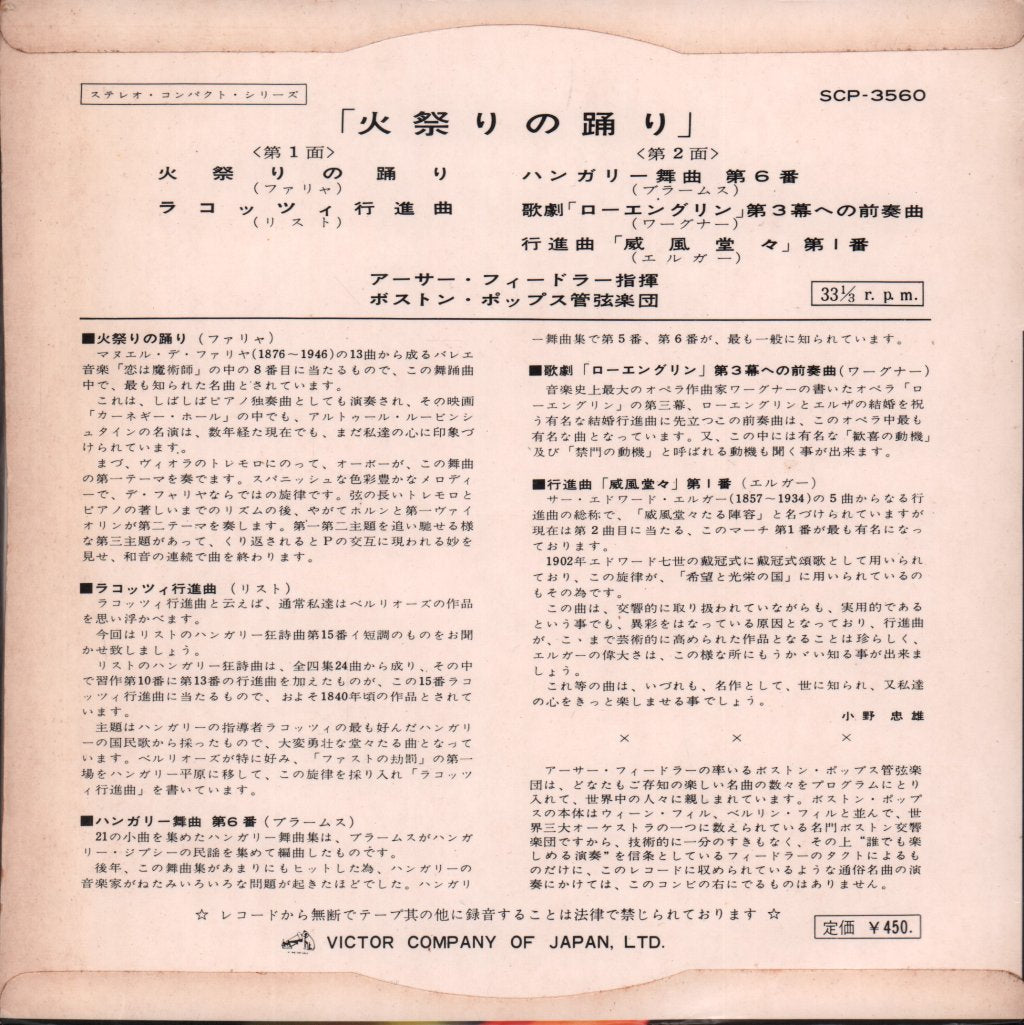 ステレオ・コンパクト・シリーズ
SCP-3560
「火祭りの踊り」
<第1面>
火祭りの踊り
(ファリャ)
ラコッツィ行進曲
(リスト)
<第2面>
ハンガリー舞曲 第6番
(ブラームス)
歌劇「ローエングリン」第3幕への前奏曲
(ワーグナー)
行進曲「威風堂々」第1番
(エルガー)
アーサー・フィードラー指揮
ボストン・ポップス管弦楽団
33⅓ r. p. m.
■火祭りの踊り(ファリャ)
マヌエル・デ・ファリヤ(1876~1946)の13曲から成るバレエ
音楽「恋は魔術師」の中の8番目に当たるもので、この舞踊曲
中で、最も知られた名曲とされています。
これは、しばしばピアノ独奏曲としても演奏され、その映画
「カーネギー・ホール」の中でも、アルトゥール・ルービンシ
ュタインの名演は、数年経た現在でも、まだ私達の心に印象づ
けられています。
まづ、ヴィオラのトレモロにのって、オーボーが、この舞曲
の第一テーマを奏でます。スパニッシュな色彩豊かなメロディ
ーで、デ・ファリヤならではの旋律です。弦の長いトレモロと
ピアノの著しいまでのリズムの後、やがてホルンと第一ヴァイ
オリンが第二テーマを奏します。第一第二主題を追い馳せる様
な第三主題があって、くり返されるとPの交互に現われる妙を
見せ、和音の連続で曲を終わります。
■ラコッツィ行進曲(リスト)
ラコッツィ行進曲と云えば、通常私達はベルリオーズの作品
を思い浮かべます。
今回はリストのハンガリー狂詩曲第15番イ短調のものをお聞
かせ致しましょう。
リストのハンガリー狂詩曲は、全四集24曲から成り、その中
で習作第10番に第13番の行進曲を加えたものが、この15番ラコ
ッツィ行進曲に当たるもので、およそ1840年頃の作品とされて
います。
主題はハンガリーの指導者ラコッツィの最も好んだハンガリ
ーの国民歌から採ったもので、大変勇壮な堂々たる曲となって
います。ベルリオーズが特に好み、「ファストの劫罰」の第一
場をハンガリー平原に移して、この旋律を採り入れ「ラコッツ
ィ行進曲」を書いています。
■ハンガリー舞曲 第6番(ブラームス)
21の小曲を集めたハンガリー舞曲集は、ブラームスがハンガ
リー・ジプシーの民謡を集めて編曲したものです。
後年、この舞曲集があまりにもヒットした為、ハンガリーの
音楽家がねたみいろいろな問題が起きたほどでした。ハンガリ
ー舞曲集で第5番、第6番が、最も一般に知られています。
■歌劇「ローエングリン」第3幕への前奏曲(ワーグナー)
音楽史上最大のオペラ作曲家ワーグナーの書いたオペラ「ロ
ーエングリン」の第三幕、ローエングリンとエルザの結婚を祝
う有名な結婚行進曲に先立つこの前奏曲は、このオペラ中最も
有名な曲となっています。又、この中には有名な「歓喜の動機」
及び「禁門の動機」と呼ばれる動機も聞く事が出来ます。
■行進曲「威風堂々」第1番(エルガー)
サー・エドワード・エルガー(1857~1934)の5曲からなる行
進曲の総称で、「威風堂々たる陣容」と名づけられていますが
現在は第2曲目に当たる、このマーチ第1番が最も有名になっ
ております。
1902年エドワード七世の戴冠式に戴冠式頌歌として用いられ
ており、この旋律が、「希望と光栄の国」に用いられているの
もその為です。
この曲は、交響的に取り扱われていながらも、実用的である
という事でも、異彩をはなっている原因となっており、行進曲
が、こゝまで芸術的に高められた作品となることは珍らしく、
エルガーの偉大さは、この様な所にもうかゞい知る事が出来ま
しょう。
これ等の曲は、いづれも、名作として、世に知られ、又私達
の心をきっと楽しませる事でしょう。
小野忠雄
× × ×
アーサー・フィードラーの率いるボストン・ポップス管弦楽
団は、どなたもご存知の楽しい名曲の数々をプログラムにとり
入れて、世界中の人々に親しまれています。ボストン・ポップ
スの本体はウィーン・フィル、ベルリン・フィルと並んで、世
界三大オーケストラの一つに数えられている名門ボストン交響
楽団ですから、技術的に一分のすきもなく、その上“誰でも楽
しめる演奏”を信条としているフィードラーのタクトによるも
のだけに、このレコードに収められているような通俗名曲の演
奏にかけては、このコンビの右にでるものはありません。
☆ レコードから無断でテープ其の他に録音することは法律で禁じられております ☆
VICTOR COMPANY OF JAPAN, LTD.
定価 ¥450.